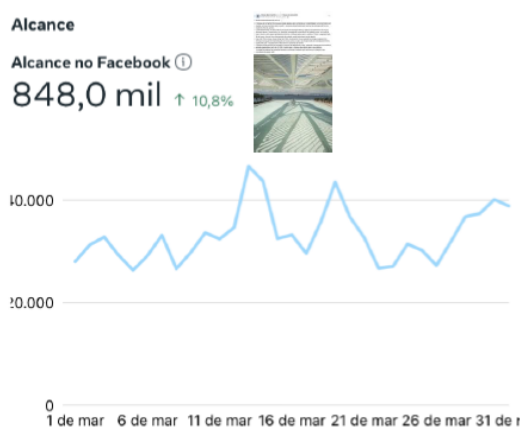 Alcance
Alcance no Facebook
848,0 mil ↑ 10,8%
40.000
20.000
0
1 de mar 6 de mar 11 de mar 16 de mar 21 de mar 26 de mar 31 de